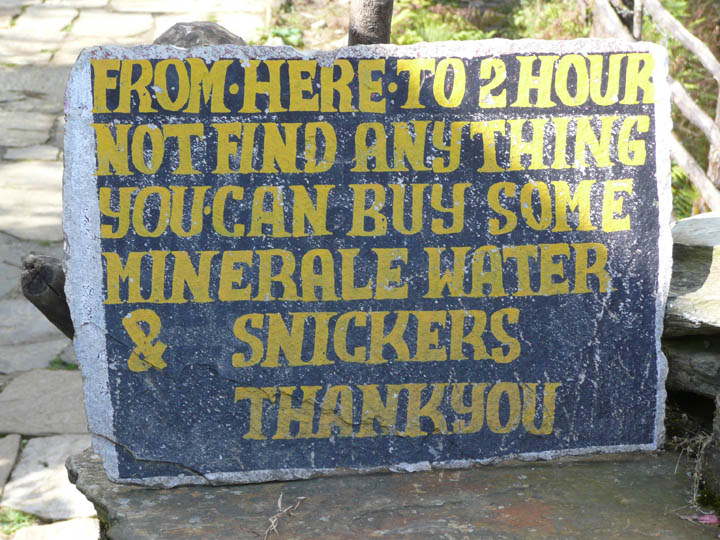 FROM·HERE·TO 2 HOUR
NOT FIND ANYTHING
YOU·CAN BUY SOME
MINERALE WATER
& SNICKERS
THANKYOU